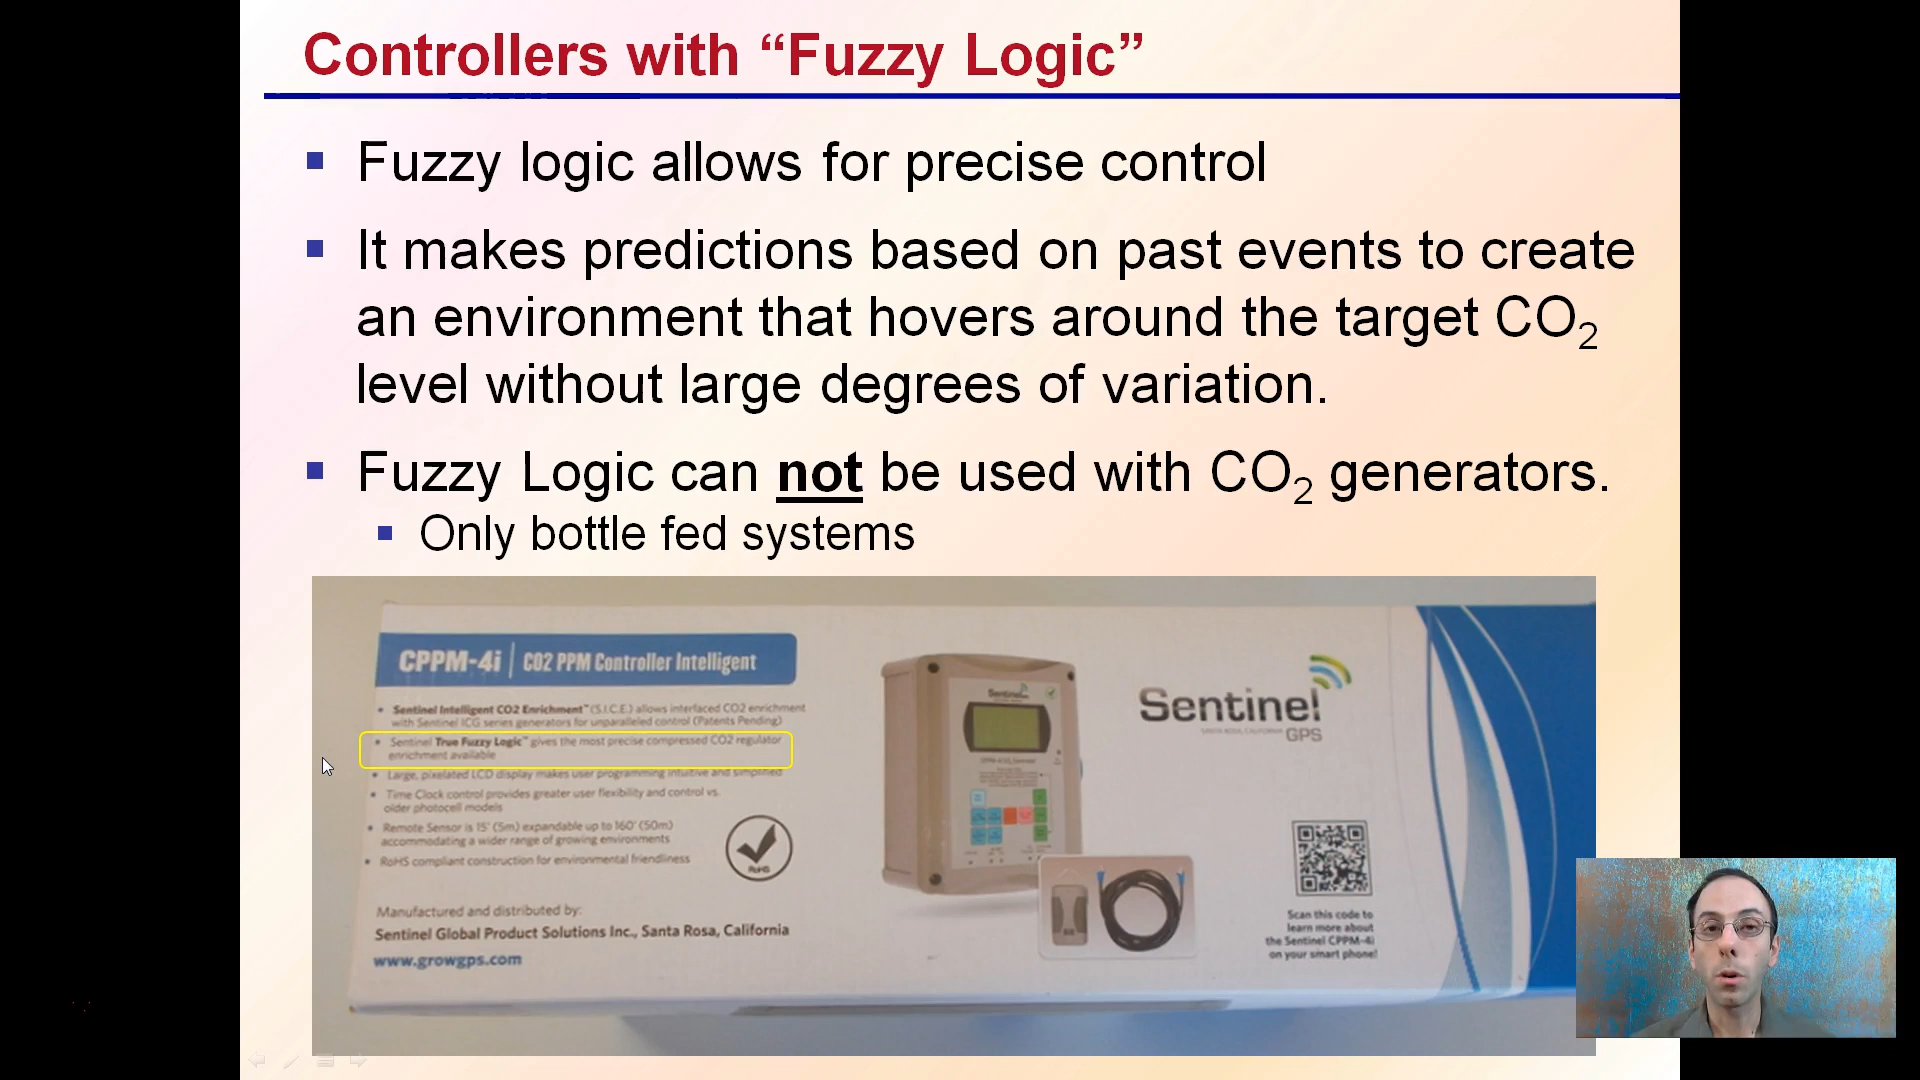 Controllers with “Fuzzy Logic”
Fuzzy logic allows for precise control
It makes predictions based on past events to create
an environment that hovers around the target CO2
level without large degrees of variation.
Fuzzy Logic can not be used with CO2 generators.
Only bottle fed systems
CPPM-4i | CO2 PPM Controller Intelligent
Sentinel Intelligent CO2 Enrichment™ (S.I.C.E.) allows interfaced CO2 enrichment
with Sentinel ICG series generators for unparalleled control (Patents Pending)
Sentinel True Fuzzy Logic™ gives the most precise compressed CO2 regulator
enrichment available
Large, pixelated LCD display makes user programming intuitive and simplified
Time Clock control provides greater user flexibility and control vs.
older photocell models
Remote Sensor is 15' (5m) expandable up to 160' (50m)
accommodating a wider range of growing environments
RoHS compliant construction for environmental friendliness
RoHS
Manufactured and distributed by:
Sentinel Global Product Solutions Inc., Santa Rosa, California
www.growgps.com
Sentinel
Sentinel
SANTA ROSA, CALIFORNIA
GPS
Scan this code to
learn more about
the Sentinel CPPM-4i
on your smart phone!